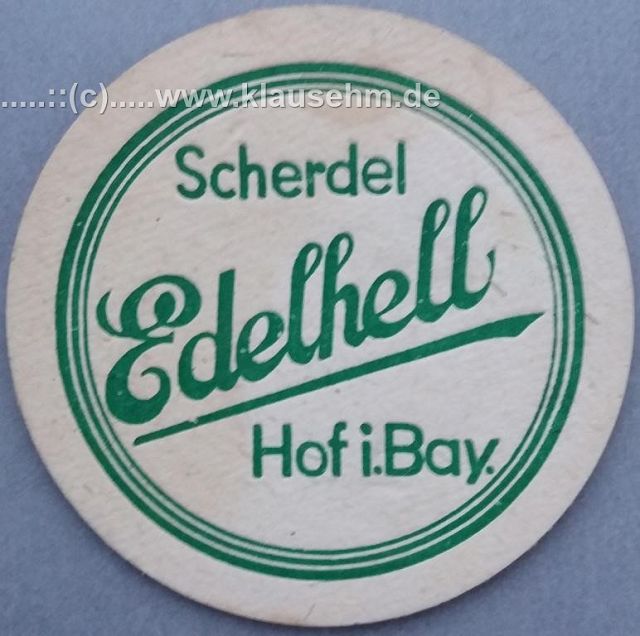 .....::(c).....www.klausehm.de
Scherdel
Edelhell
Hof i.Bay.